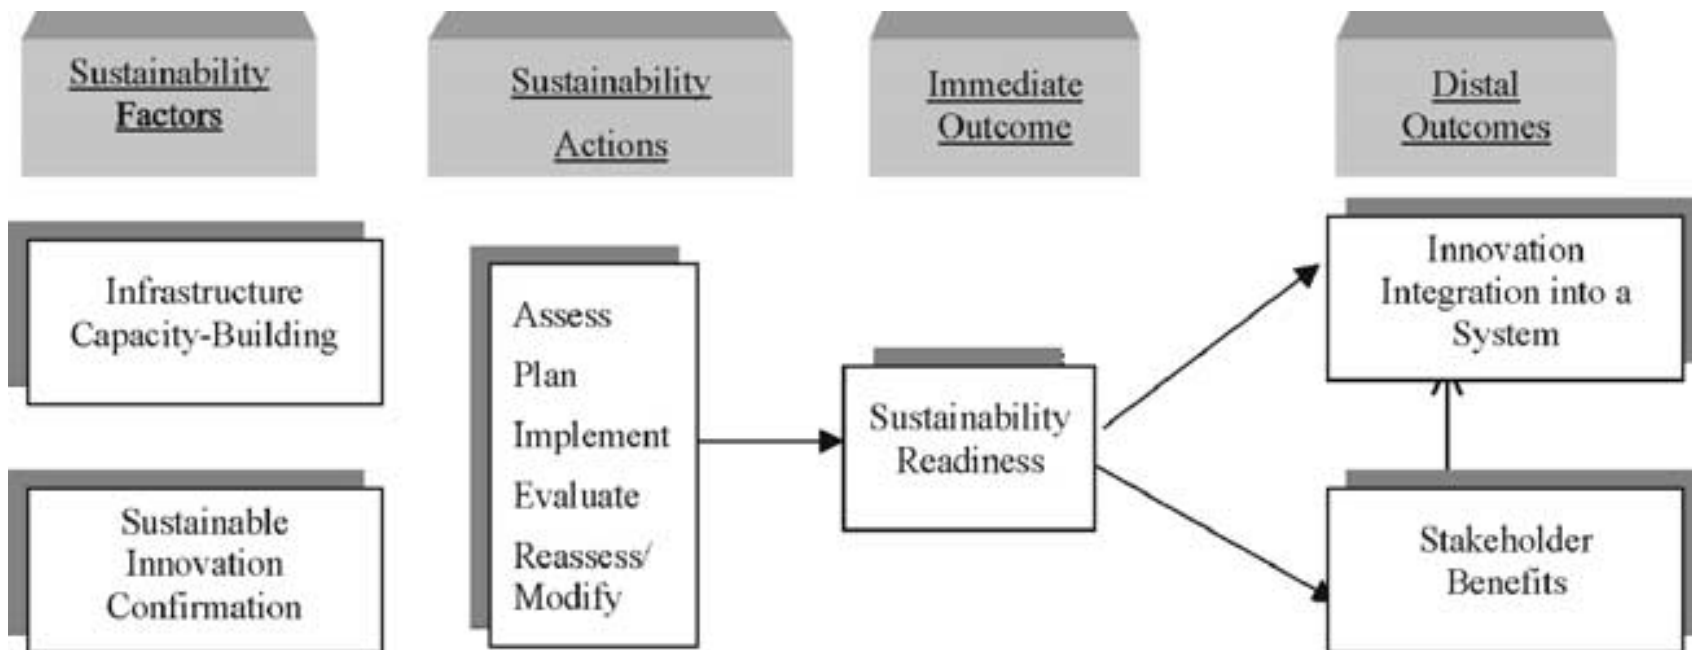 Sustainability
Factors
Sustainability
Actions
Immediate
Outcome
Distal
Outcomes
Infrastructure
Capacity-Building
Sustainable
Innovation
Confirmation
Assess
Plan
Implement
Evaluate
Reassess/
Modify
Sustainability
Readiness
Innovation
Integration into a
System
Stakeholder
Benefits